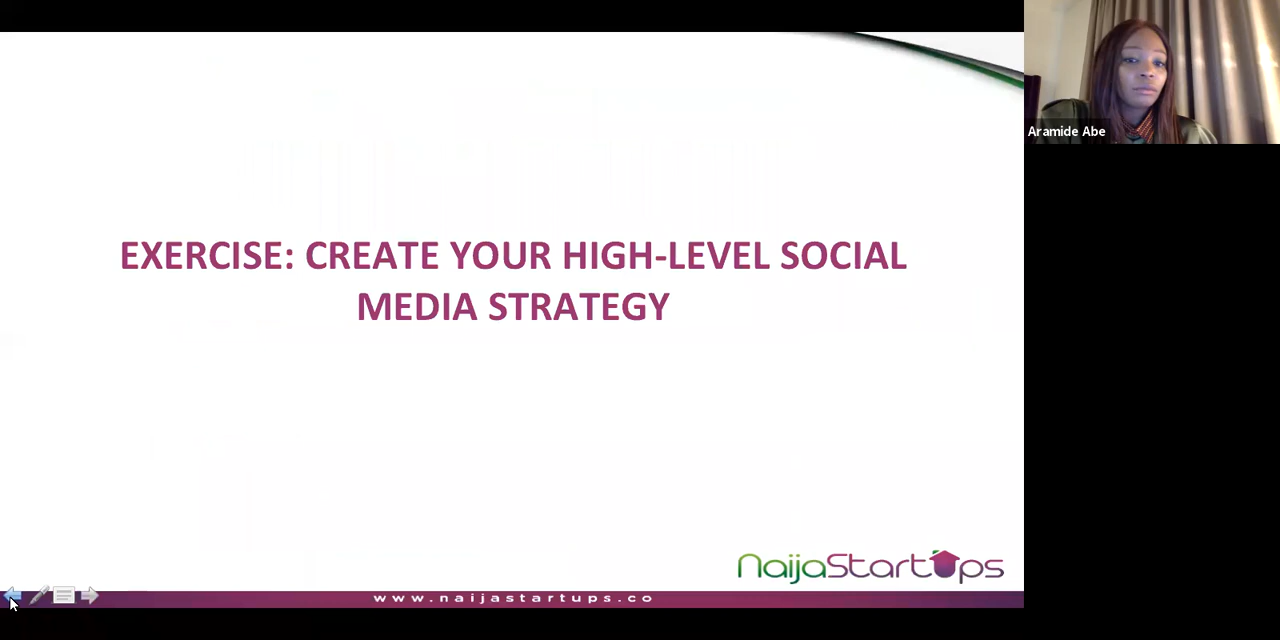 EXERCISE: CREATE YOUR HIGH-LEVEL SOCIAL
MEDIA STRATEGY
Aramide Abe
NaijaStartUps
www.naijastartups.co